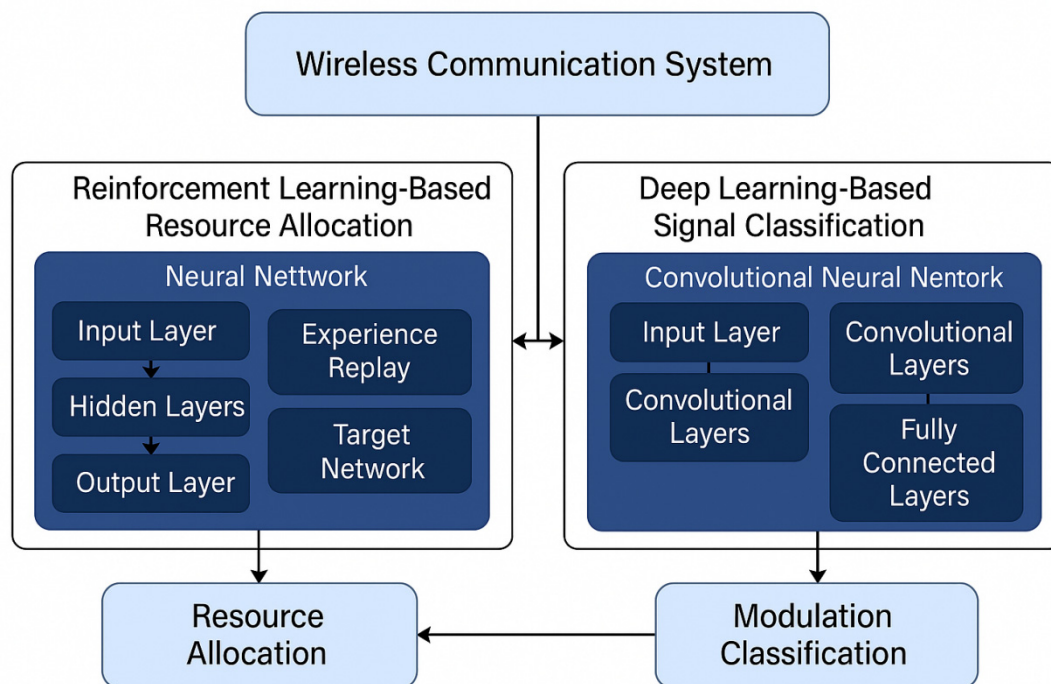 Wireless Communication System
Reinforcement Learning-Based
Resource Allocation
Neural Nettwork
Input Layer
Hidden Layers
Output Layer
Experience
Replay
Target
Network
Deep Learning-Based
Signal Classification
Convolutional Neural Nentork
Input Layer
Convolutional
Layers
Convolutional
Layers
Fully
Connected
Layers
Resource
Allocation
Modulation
Classification